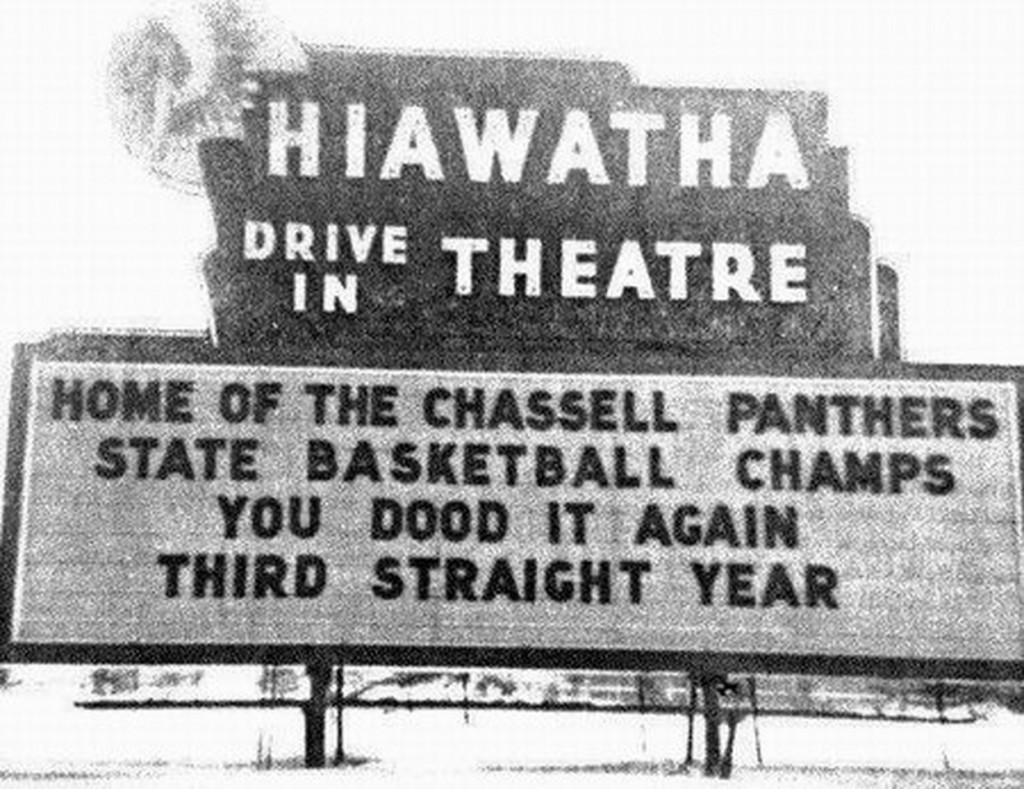 HIAWATHA
DRIVE IN THEATRE
HOME OF THE CHASSELL PANTHERS
STATE BASKETBALL CHAMPS
YOU DOOD IT AGAIN
THIRD STRAIGHT YEAR